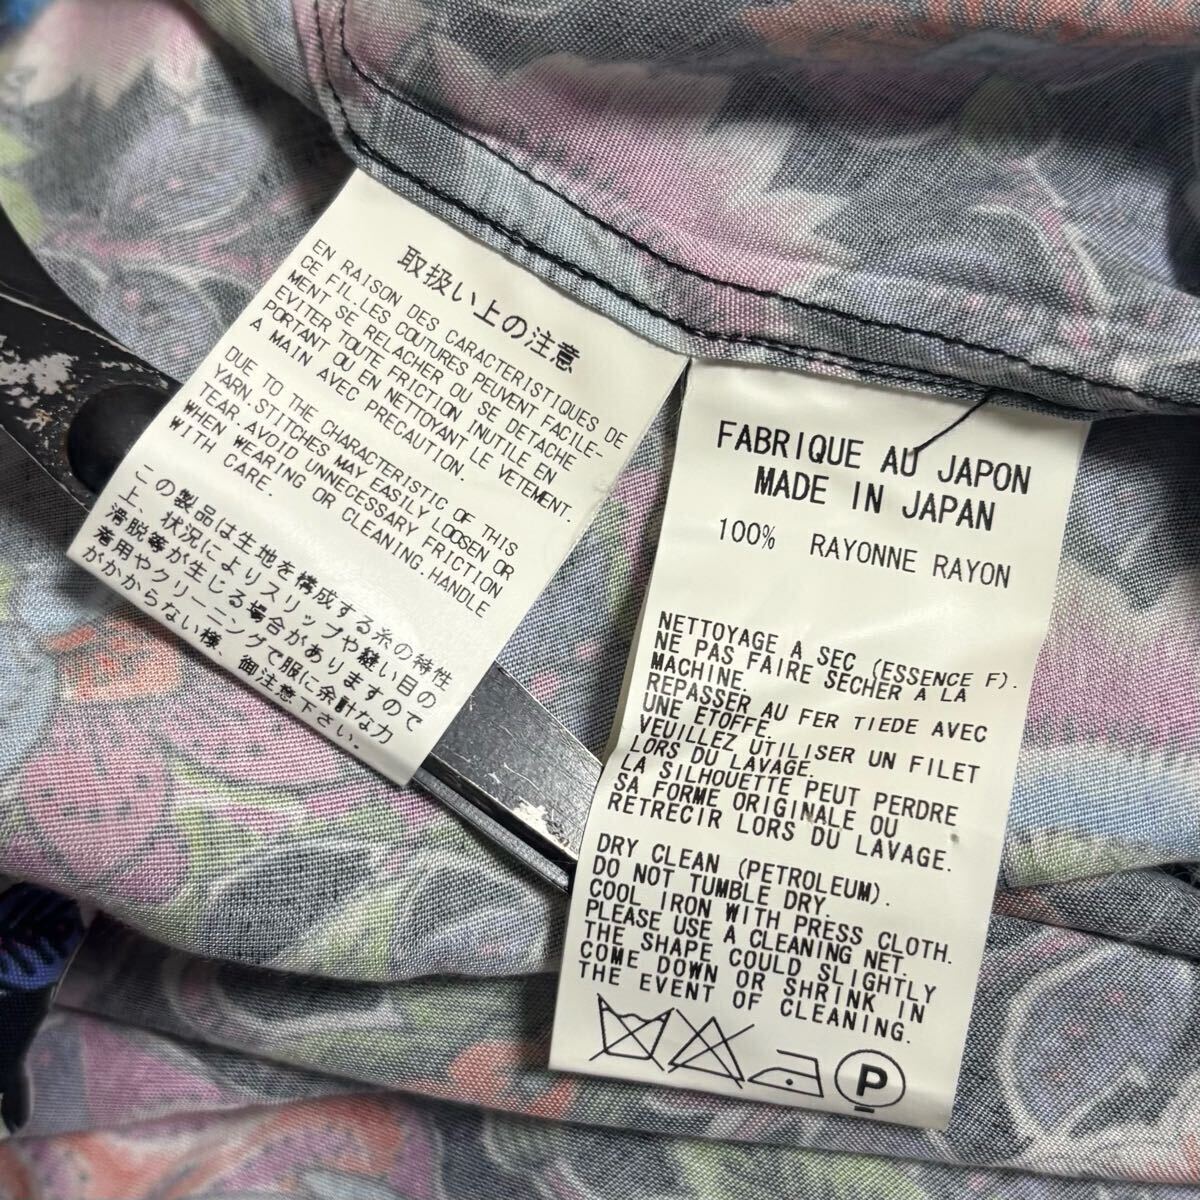 取扱い上の注意
EN RAISON DES CARACTERISTIQUES DE
CE FIL.LES COUTURES PEUVENT FACILE-
MENT SE RELACHER OU SE DETACHE
EVITER TOUTE FRICTION INUTILE EN
PORTANT OU EN NETTOYANT LE VETEMENT.
A MAIN AVEC PRECAUTION.
DUE TO THE CHARACTERISTIC OF THIS
YARN.STITCHES MAY EASILY LOOSEN OR
TEAR.AVOID UNNECESSARY FRICTION
WHEN WEARING OR CLEANING.HANDLE
WITH CARE.
この製品は生地を構成する糸の特性
上、状況によりスリップや縫い目の
滑脱等が生じる場合がありますので
着用やクリーニングで服に余計な力
がかからない様、御注意下さい。
FABRIQUE AU JAPON
MADE IN JAPAN
100% RAYONNE RAYON
NETTOYAGE A SEC (ESSENCE F).
NE PAS FAIRE SECHER A LA
MACHINE.
REPASSER AU FER TIEDE AVEC
UNE ETOFFE.
VEUILLEZ UTILISER UN FILET
LORS DU LAVAGE.
LA SILHOUETTE PEUT PERDRE
SA FORME ORIGINALE OU
RETRECIR LORS DU LAVAGE.
DRY CLEAN (PETROLEUM).
DO NOT TUMBLE DRY.
COOL IRON WITH PRESS CLOTH.
PLEASE USE A CLEANING NET.
THE SHAPE COULD SLIGHTLY
COME DOWN OR SHRINK IN
THE EVENT OF CLEANING.
P